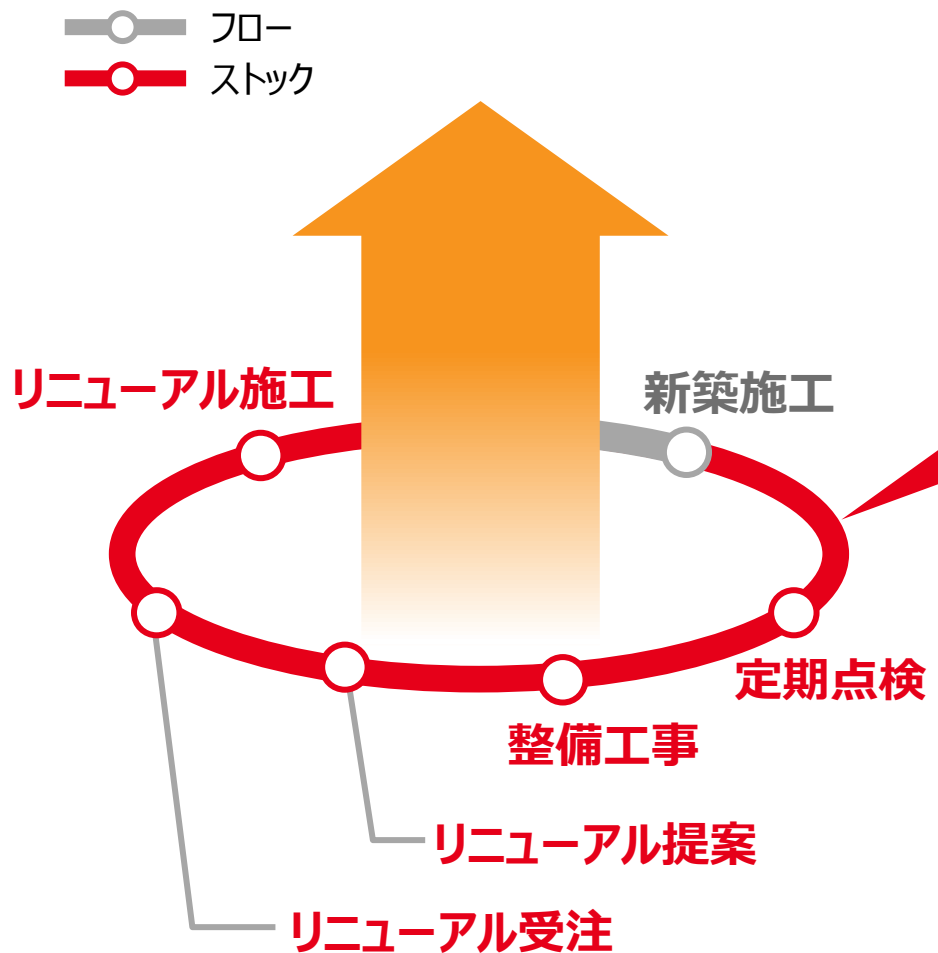 フロー
ストック
リニューアル施工
新築施工
定期点検
整備工事
リニューアル提案
リニューアル受注